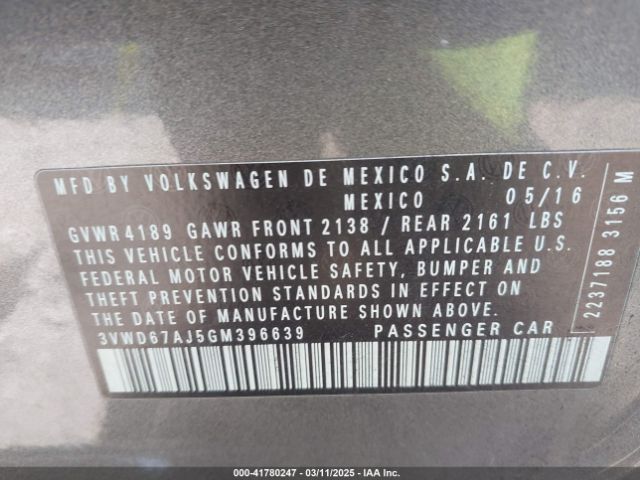 MFD BY VOLKSWAGEN DE MEXICO S.A. DE C.V.
MEXICO 05/16
GVWR 4189 GAWR FRONT 2138 / REAR 2161 LBS
THIS VEHICLE CONFORMS TO ALL APPLICABLE U.S.
FEDERAL MOTOR VEHICLE SAFETY, BUMPER AND
THEFT PREVENTION STANDARDS IN EFFECT ON
THE DATE OF MANUFACTURE SHOWN ABOVE.
3VWD67AJ5GM396639 PASSENGER CAR
2237188 3156 M
000-41780247 - 03/11/2025 - IAA Inc.